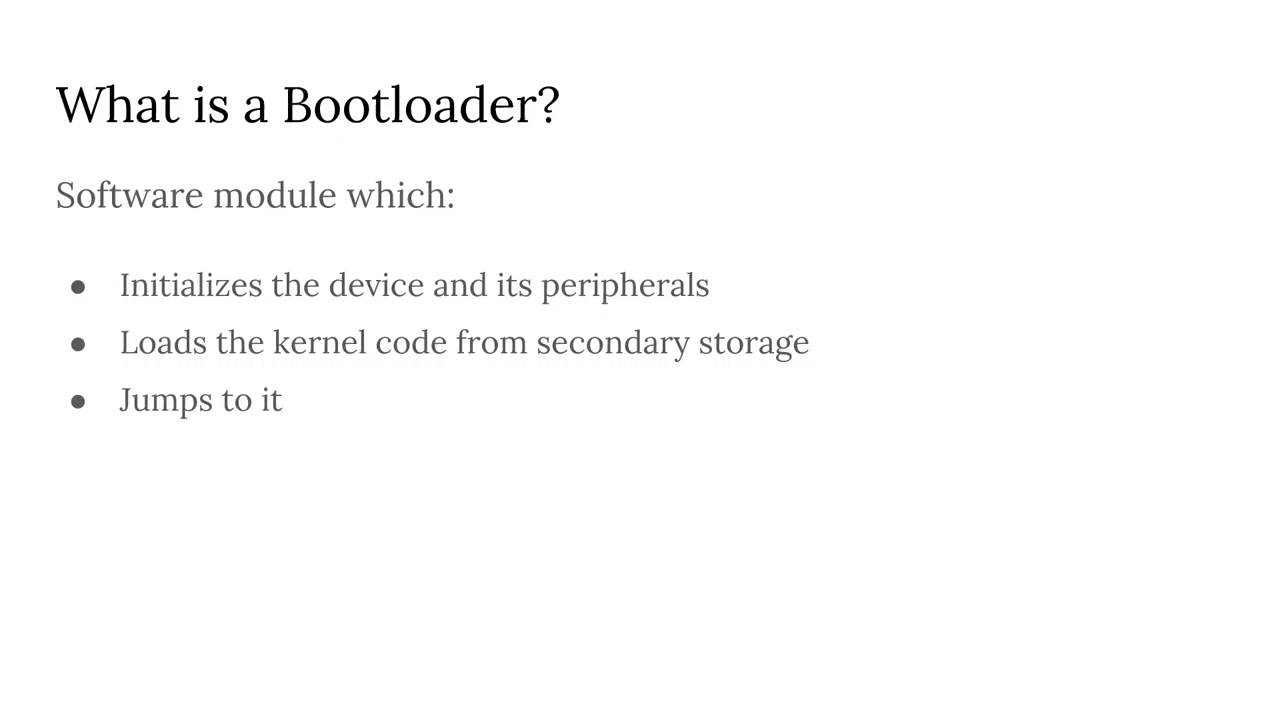 What is a Bootloader?
Software module which:
● Initializes the device and its peripherals
● Loads the kernel code from secondary storage
● Jumps to it